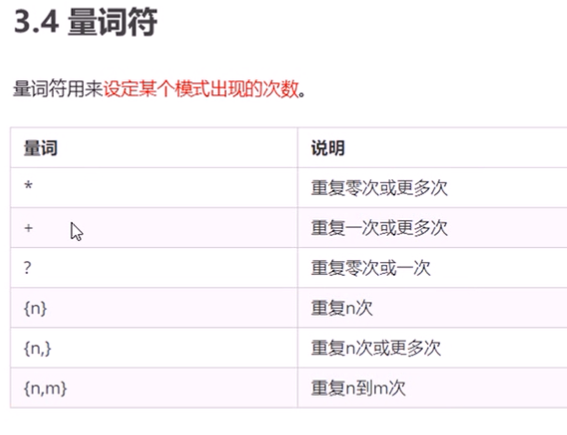 3.4 量词符
量词符用来设定某个模式出现的次数。
量词 说明
* 重复零次或更多次
+ 重复一次或更多次
? 重复零次或一次
{n} 重复n次
{n,} 重复n次或更多次
{n,m} 重复n到m次